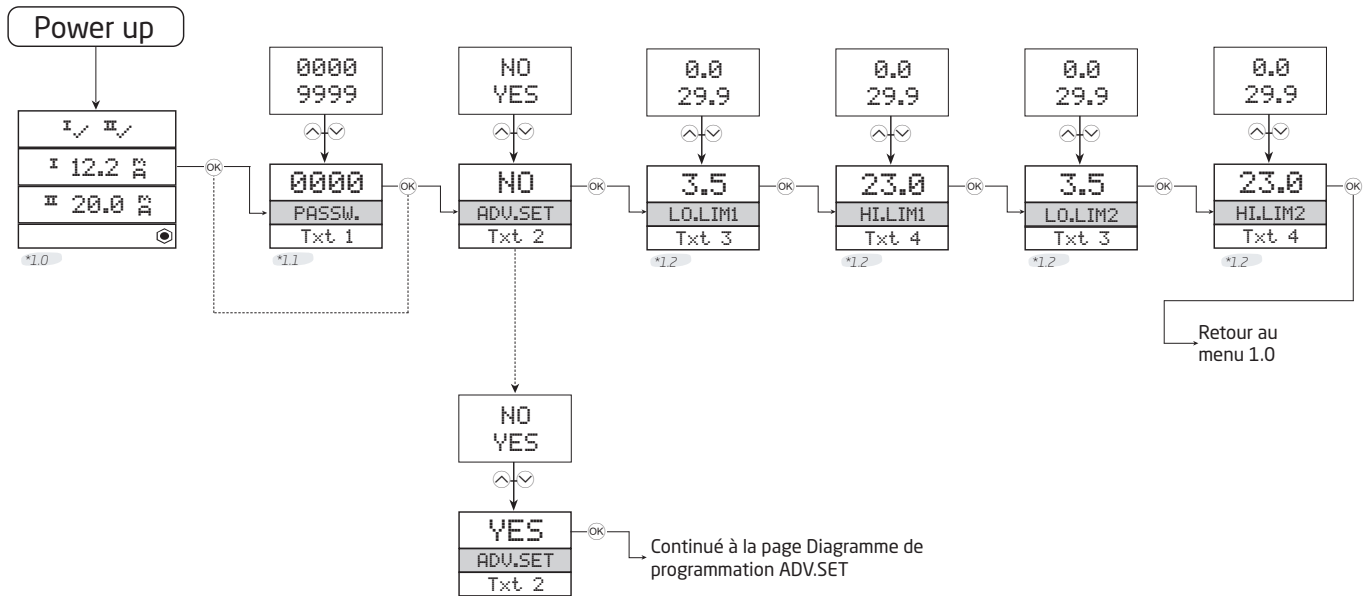 Power up
I✓ II✓
I 12.2 mA
II 20.0 mA
*1.0
OK
0000
9999
0000
PASSW.
Txt 1
*1.1
OK
NO
YES
NO
ADV.SET
Txt 2
OK
0.0
29.9
3.5
LO.LIM1
Txt 3
*1.2
OK
0.0
29.9
23.0
HI.LIM1
Txt 4
*1.2
OK
0.0
29.9
3.5
LO.LIM2
Txt 3
*1.2
OK
0.0
29.9
23.0
HI.LIM2
Txt 4
*1.2
OK
Retour au
menu 1.0
NO
YES
YES
ADV.SET
Txt 2
OK
Continué à la page Diagramme de
programmation ADV.SET